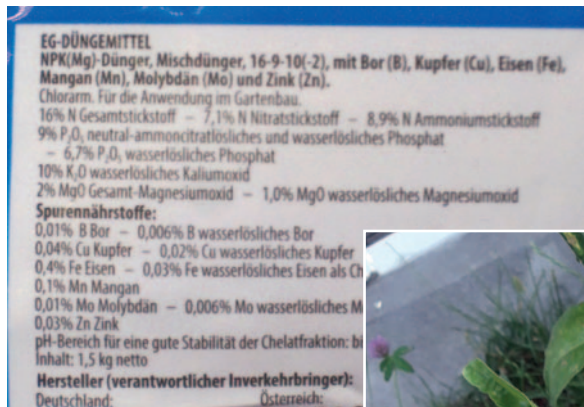 EG-DÜNGEMITTEL
NPK(Mg)-Dünger, Mischdünger, 16-9-10(-2), mit Bor (B), Kupfer (Cu), Eisen (Fe),
Mangan (Mn), Molybdän (Mo) und Zink (Zn).
Chlorarm. Für die Anwendung im Gartenbau.
16% N Gesamtstickstoff – 7,1% N Nitratstickstoff – 8,9% N Ammoniumstickstoff
9% P₂O₅ neutral-ammoncitratlösliches und wasserlösliches Phosphat
– 6,7% P₂O₅ wasserlösliches Phosphat
10% K₂O wasserlösliches Kaliumoxid
2% MgO Gesamt-Magnesiumoxid – 1,0% MgO wasserlösliches Magnesiumoxid
Spurennährstoffe:
0,01% B Bor – 0,006% B wasserlösliches Bor
0,04% Cu Kupfer – 0,02% Cu wasserlösliches Kupfer
0,4% Fe Eisen – 0,03% Fe wasserlösliches Eisen als Ch
0,1% Mn Mangan
0,01% Mo Molybdän – 0,006% Mo wasserlösliches M
0,03% Zn Zink
pH-Bereich für eine gute Stabilität der Chelatfraktion: bi
Inhalt: 1,5 kg netto
Hersteller (verantwortlicher Inverkehrbringer):
Deutschland: Österreich: